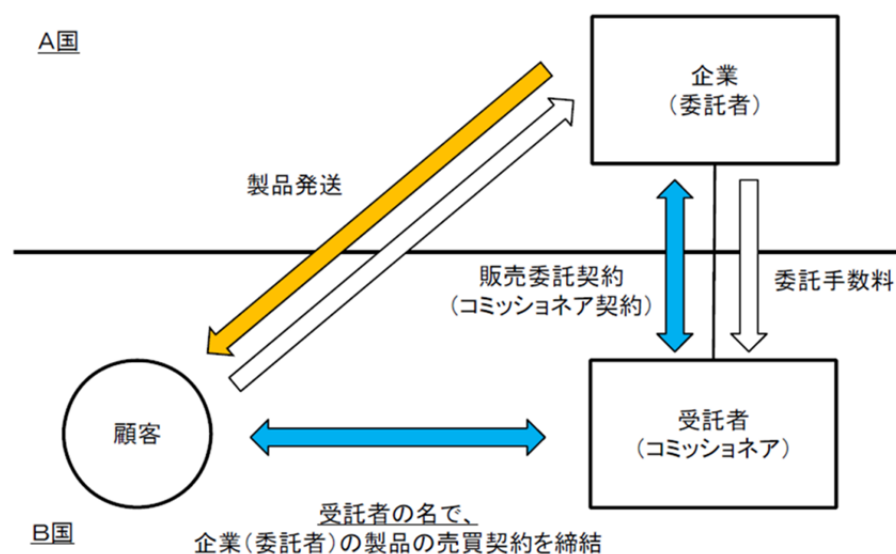 A国
企業
(委託者)
製品発送
販売委託契約
(コミッショネア契約)
委託手数料
顧客
受託者
(コミッショネア)
受託者の名で、
企業(委託者)の製品の売買契約を締結
B国